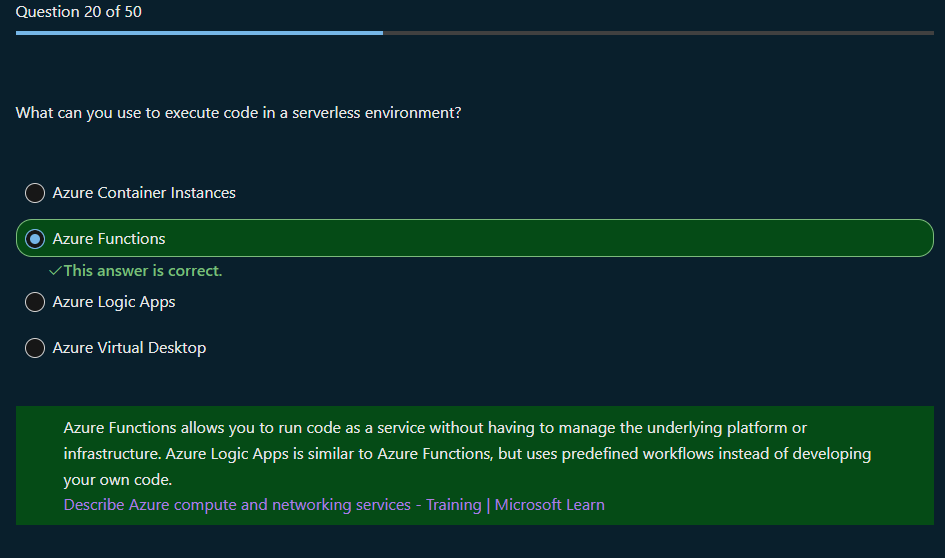 Question 20 of 50
What can you use to execute code in a serverless environment?
Azure Container Instances
Azure Functions
✓This answer is correct.
Azure Logic Apps
Azure Virtual Desktop
Azure Functions allows you to run code as a service without having to manage the underlying platform or
infrastructure. Azure Logic Apps is similar to Azure Functions, but uses predefined workflows instead of developing
your own code.
Describe Azure compute and networking services - Training | Microsoft Learn